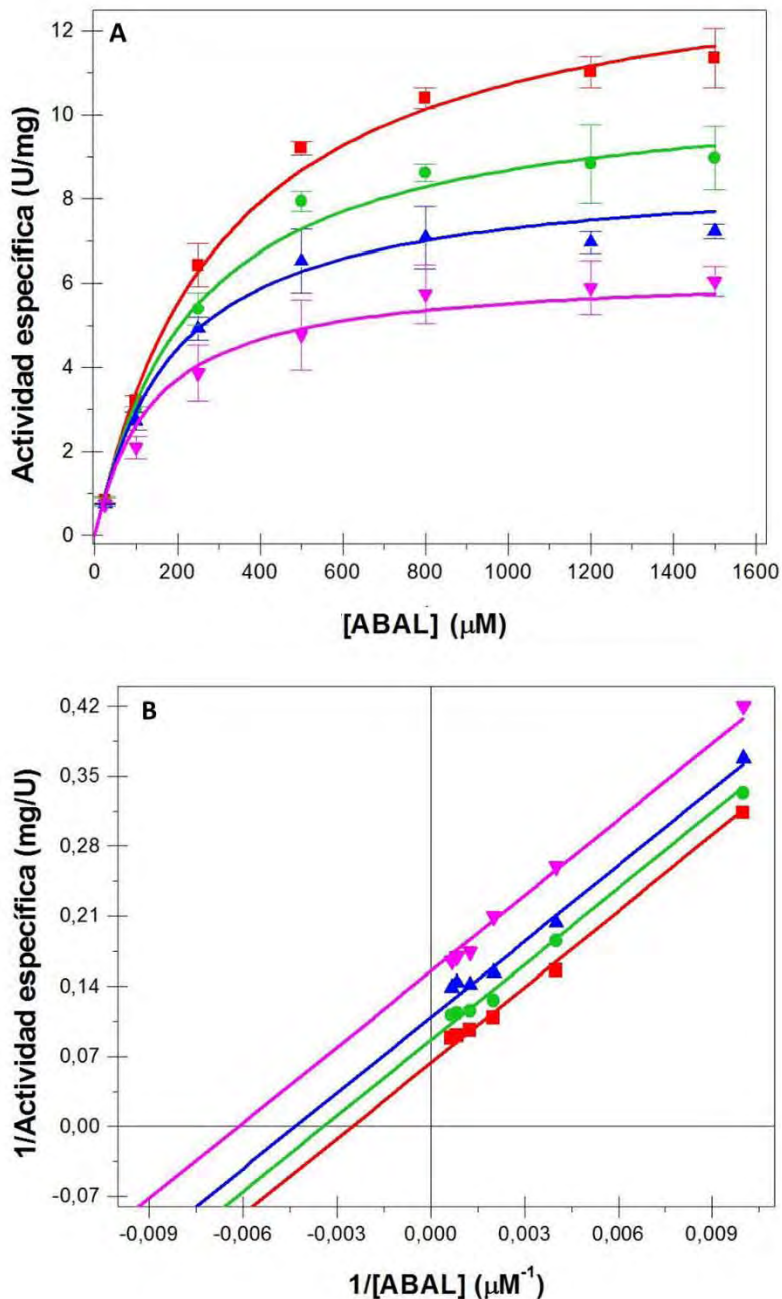 A
12
10
8
6
4
2
0
Actividad específica (U/mg)
0 200 400 600 800 1000 1200 1400 1600
[ABAL] (μM)
B
0,42
0,35
0,28
0,21
0,14
0,07
0,00
-0,07
1/Actividad específica (mg/U)
-0,009 -0,006 -0,003 0,000 0,003 0,006 0,009
1/[ABAL] (μM⁻¹)